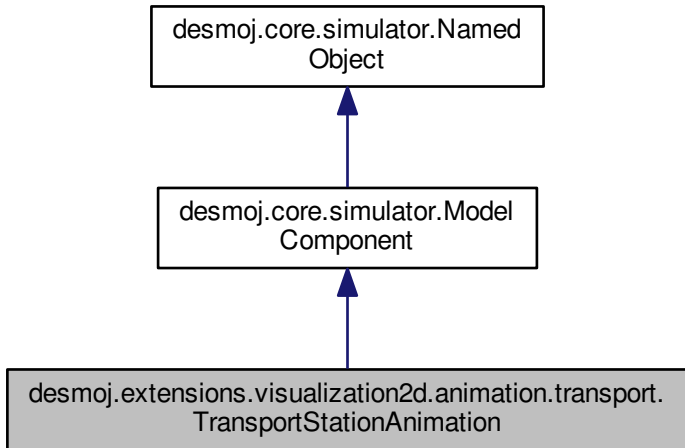 desmoj.core.simulator.Named
Object
desmoj.core.simulator.Model
Component
desmoj.extensions.visualization2d.animation.transport.
TransportStationAnimation